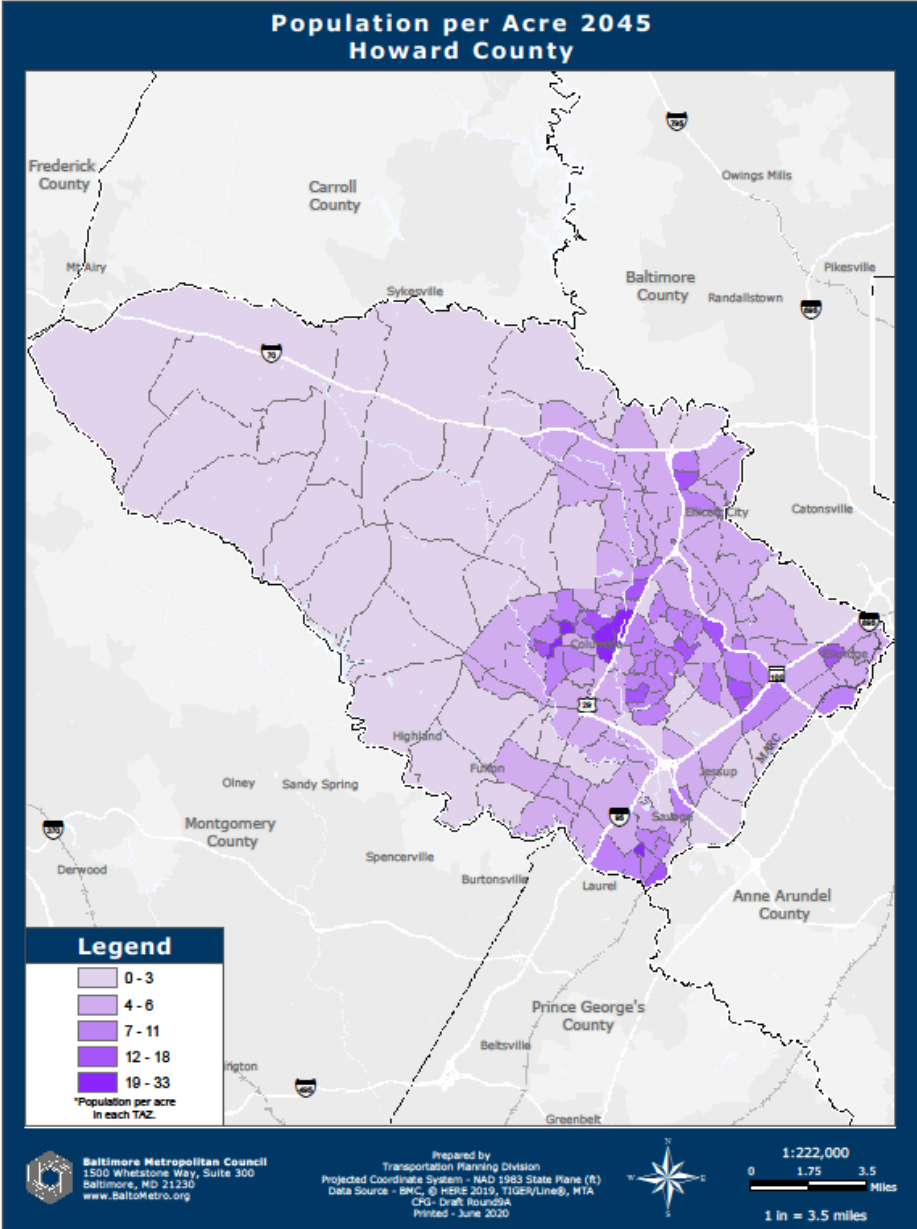 Population per Acre 2045
Howard County
795
Frederick
County
Owings Mills
Carroll
County
Mt Airy
Pikesville
Baltimore
County
Sykesville
Randallstown
695
70
Ellicott City
Catonsville
895
Columbia
Elkridge
100
29
Highland
MARC
Fulton
Jessup
Olney
Sandy Spring
95
Savage
370
Montgomery
County
Spencerville
Derwood
Burtonsville
Laurel
Anne Arundel
County
Legend
0 - 3
4 - 6
7 - 11
12 - 18
19 - 33
*Population per acre
in each TAZ.
Prince George's
County
Beltsville
ington
495
Greenbelt
Baltimore Metropolitan Council
1500 Whetstone Way, Suite 300
Baltimore, MD 21230
www.BaltoMetro.org
Prepared by
Transportation Planning Division
Projected Coordinate System - NAD 1983 State Plane (ft)
Data Source - BMC, © HERE 2019, TIGER/Line®, MTA
CFG- Draft Round9A
Printed - June 2020
N
W
E
S
1:222,000
0 1.75 3.5
Miles
1 in = 3.5 miles